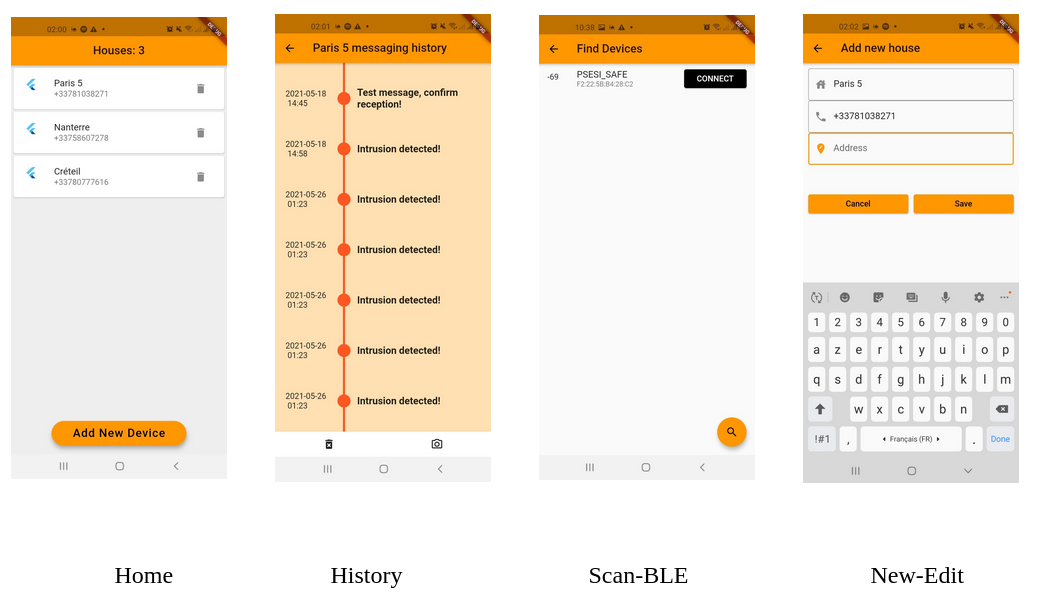 02:00
Houses: 3
Paris 5
+33781038271
Nanterre
+33758607278
Créteil
+33780777616
Add New Device
02:01
Paris 5 messaging history
2021-05-18
14:45
Test message, confirm
reception!
2021-05-18
14:58
Intrusion detected!
2021-05-26
01:23
Intrusion detected!
2021-05-26
01:23
Intrusion detected!
2021-05-26
01:23
Intrusion detected!
2021-05-26
01:23
Intrusion detected!
2021-05-26
01:23
Intrusion detected!
10:38
Find Devices
-69
PSESI_SAFE
F2:22:5B:B4:28:C2
CONNECT
02:02
Add new house
Paris 5
+33781038271
Address
Cancel Save
1 2 3 4 5 6 7 8 9 0
a z e r t y u i o p
q s d f g h j k l m
w x c v b n
!#1 , Français (FR) . Done
Home History Scan-BLE New-Edit